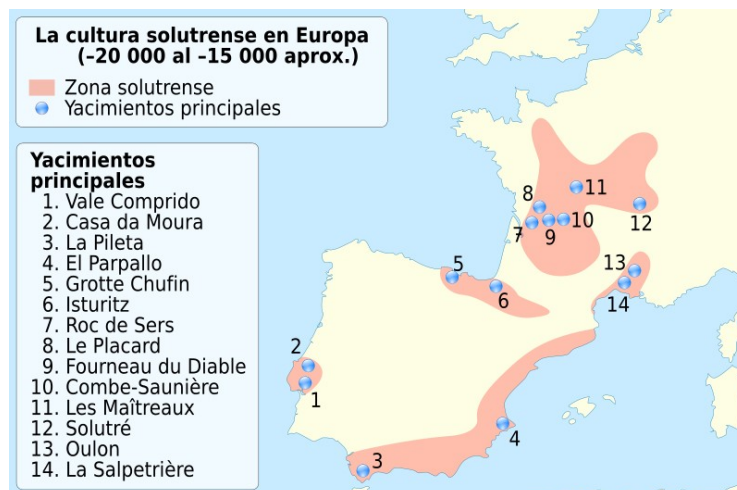 La cultura solutrense en Europa
(–20 000 al –15 000 aprox.)
Zona solutrense
Yacimientos principales
Yacimientos
principales
1. Vale Comprido
2. Casa da Moura
3. La Pileta
4. El Parpallo
5. Grotte Chufin
6. Isturitz
7. Roc de Sers
8. Le Placard
9. Fourneau du Diable
10. Combe-Saunière
11. Les Maîtreaux
12. Solutré
13. Oulon
14. La Salpetrière
8
11
7
9
10
12
5
6
13
14
2
1
4
3